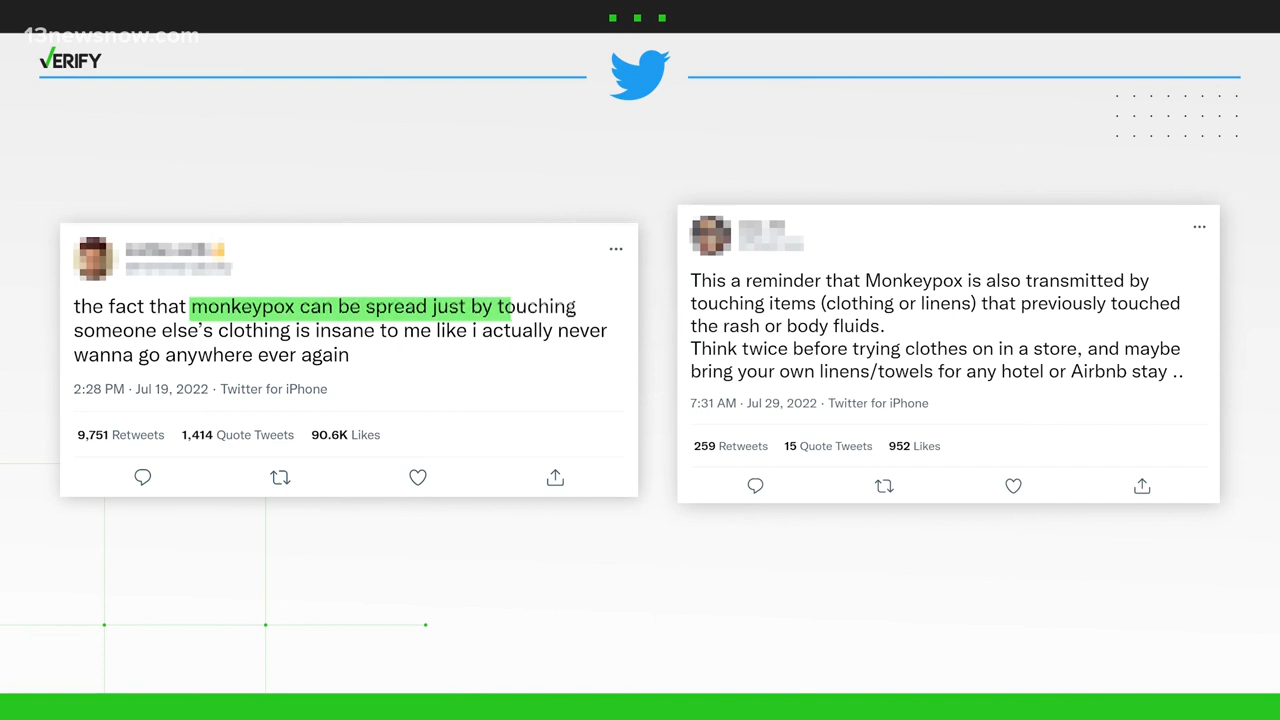 13newsnow.com
VERIFY
the fact that monkeypox can be spread just by touching
someone else’s clothing is insane to me like i actually never
wanna go anywhere ever again
2:28 PM · Jul 19, 2022 · Twitter for iPhone
9,751 Retweets 1,414 Quote Tweets 90.6K Likes
This a reminder that Monkeypox is also transmitted by
touching items (clothing or linens) that previously touched
the rash or body fluids.
Think twice before trying clothes on in a store, and maybe
bring your own linens/towels for any hotel or Airbnb stay ..
7:31 AM · Jul 29, 2022 · Twitter for iPhone
259 Retweets 15 Quote Tweets 952 Likes